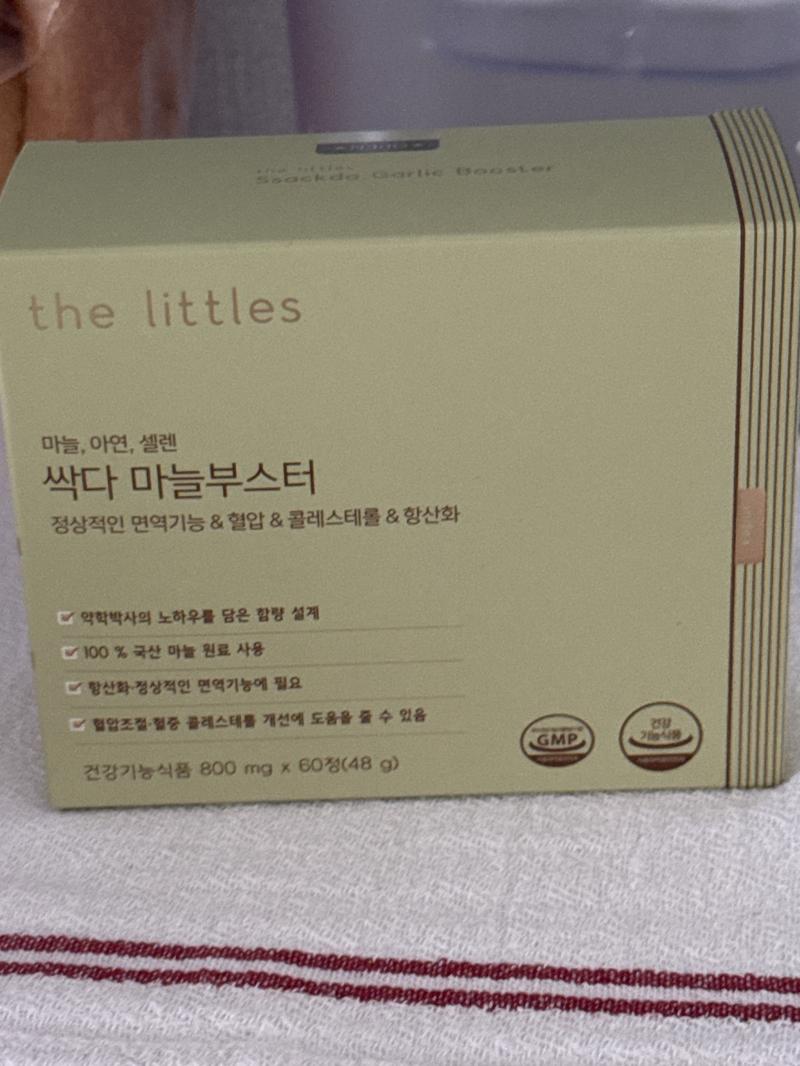 the littles
Ssackda Garlic Booster
the littles
마늘, 아연, 셀렌
싹다 마늘부스터
정상적인 면역기능 & 혈압 & 콜레스테롤 & 항산화
약학박사의 노하우를 담은 함량 설계
100 % 국산 마늘 원료 사용
항산화·정상적인 면역기능에 필요
혈압조절·혈중 콜레스테롤 개선에 도움을 줄 수 있음
건강기능식품 800 mg x 60정(48 g)
GMP
건강
기능식품